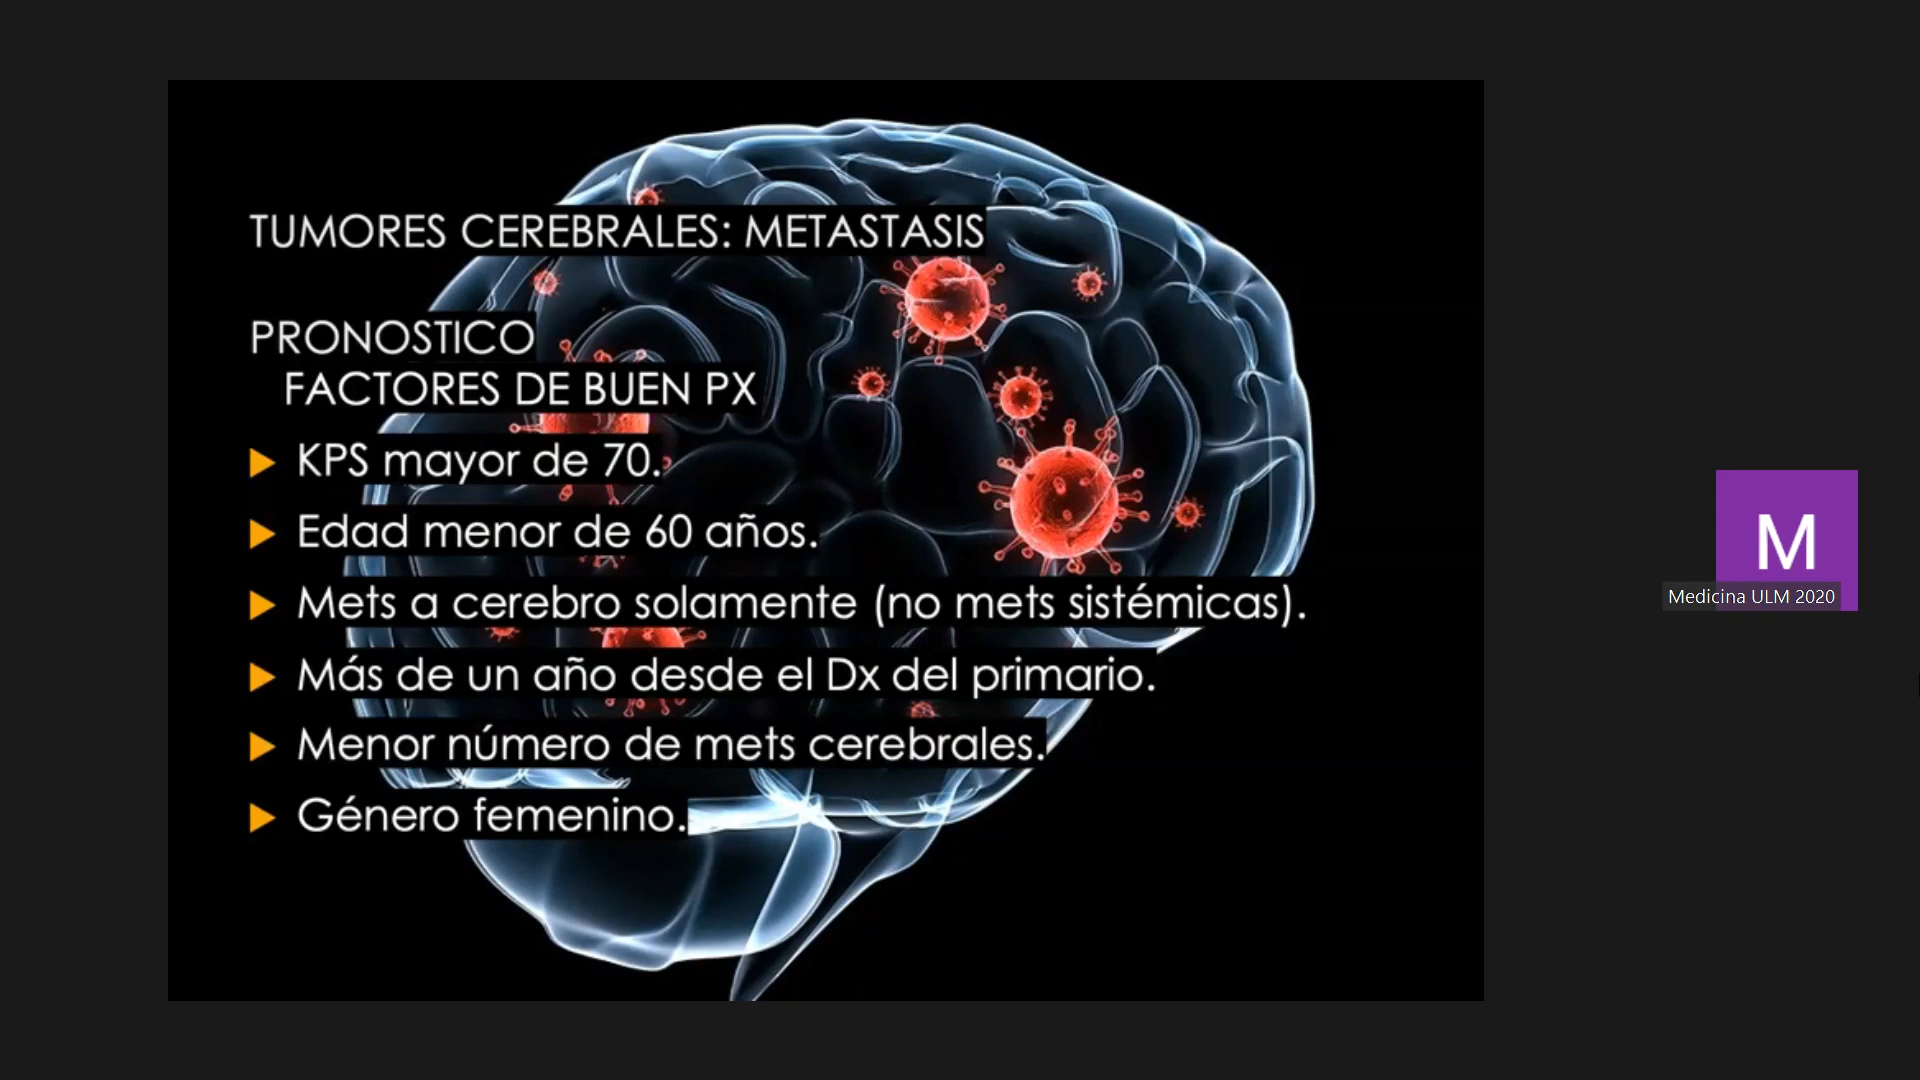 TUMORES CEREBRALES: METASTASIS
PRONOSTICO
FACTORES DE BUEN PX
KPS mayor de 70.
Edad menor de 60 años.
Mets a cerebro solamente (no mets sistémicas).
Más de un año desde el Dx del primario.
Menor número de mets cerebrales.
Género femenino.
M
Medicina ULM 2020